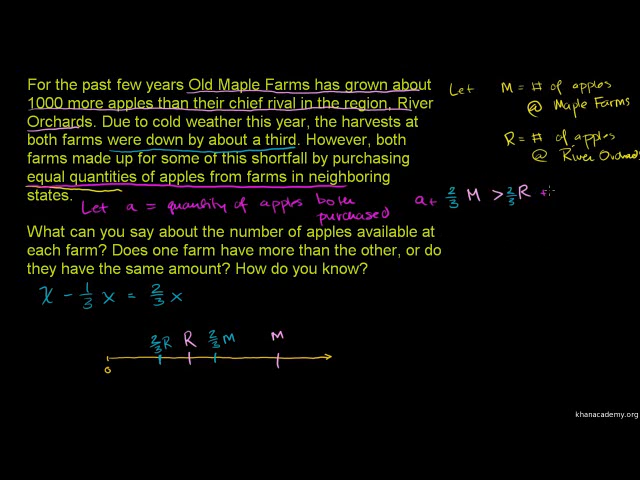 For the past few years Old Maple Farms has grown about
1000 more apples than their chief rival in the region, River
Orchards. Due to cold weather this year, the harvests at
both farms were down by about a third. However, both
farms made up for some of this shortfall by purchasing
equal quantities of apples from farms in neighboring
states.
Let a = quantity of apples both
purchased
What can you say about the number of apples available at
each farm? Does one farm have more than the other, or do
they have the same amount? How do you know?
x - 1/3 x = 2/3 x
2/3 R R 2/3 M M
0
Let M = # of apples
@ Maple Farms
R = # of apples
@ River Orchards
a + 2/3 M > 2/3 R +
khanacademy.org